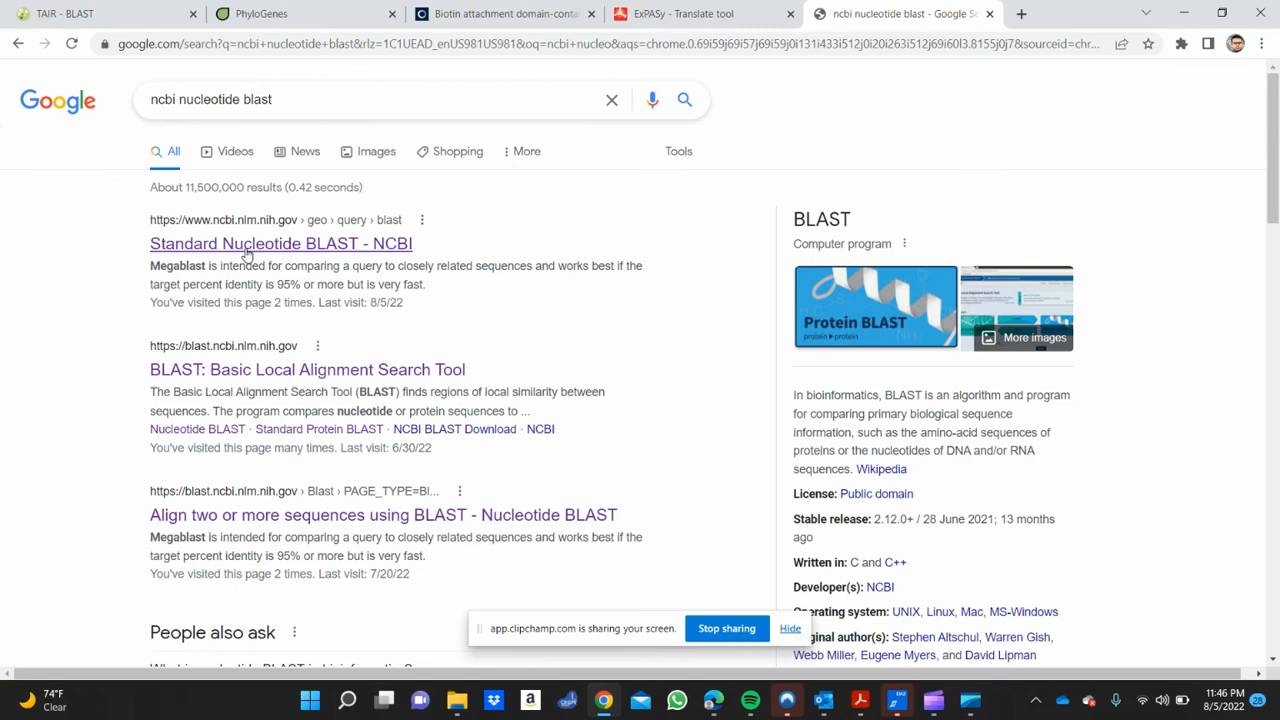 TAIR - BLAST
PhyloGenes
Biotin attachment domain-conta
ExPASy - Translate tool
ncbi nucleotide blast - Google Se
google.com/search?q=ncbi+nucleotide+blast&rlz=1C1UEAD_enUS981US981&oq=ncbi+nucleo&aqs=chrome.0.69i59j69i57j69i59j0i131i433i512j0i20i263i512j69i60l3.8155j0j7&sourceid=chr...
Google
ncbi nucleotide blast
All
Videos
News
Images
Shopping
More
Tools
About 11,500,000 results (0.42 seconds)
https://www.ncbi.nlm.nih.gov › geo › query › blast
Standard Nucleotide BLAST - NCBI
Megablast is intended for comparing a query to closely related sequences and works best if the
target percent identity is 95% or more but is very fast.
You've visited this page 2 times. Last visit: 8/5/22
https://blast.ncbi.nlm.nih.gov
BLAST: Basic Local Alignment Search Tool
The Basic Local Alignment Search Tool (BLAST) finds regions of local similarity between
sequences. The program compares nucleotide or protein sequences to ...
Nucleotide BLAST · Standard Protein BLAST · NCBI BLAST Download · NCBI
You've visited this page many times. Last visit: 6/30/22
https://blast.ncbi.nlm.nih.gov › Blast › PAGE_TYPE=Bl...
Align two or more sequences using BLAST - Nucleotide BLAST
Megablast is intended for comparing a query to closely related sequences and works best if the
target percent identity is 95% or more but is very fast.
You've visited this page 2 times. Last visit: 7/20/22
People also ask
BLAST
Computer program
Protein BLAST
protein ▸ protein
More images
In bioinformatics, BLAST is an algorithm and program
for comparing primary biological sequence
information, such as the amino-acid sequences of
proteins or the nucleotides of DNA and/or RNA
sequences. Wikipedia
License: Public domain
Stable release: 2.12.0+ / 28 June 2021; 13 months
ago
Written in: C and C++
Developer(s): NCBI
Operating system: UNIX, Linux, Mac, MS-Windows
ginal author(s): Stephen Altschul, Warren Gish,
Webb Miller, Eugene Myers, and David Lipman
app.clipchamp.com is sharing your screen.
Stop sharing
Hide
74°F
Clear
11:46 PM
8/5/2022
28